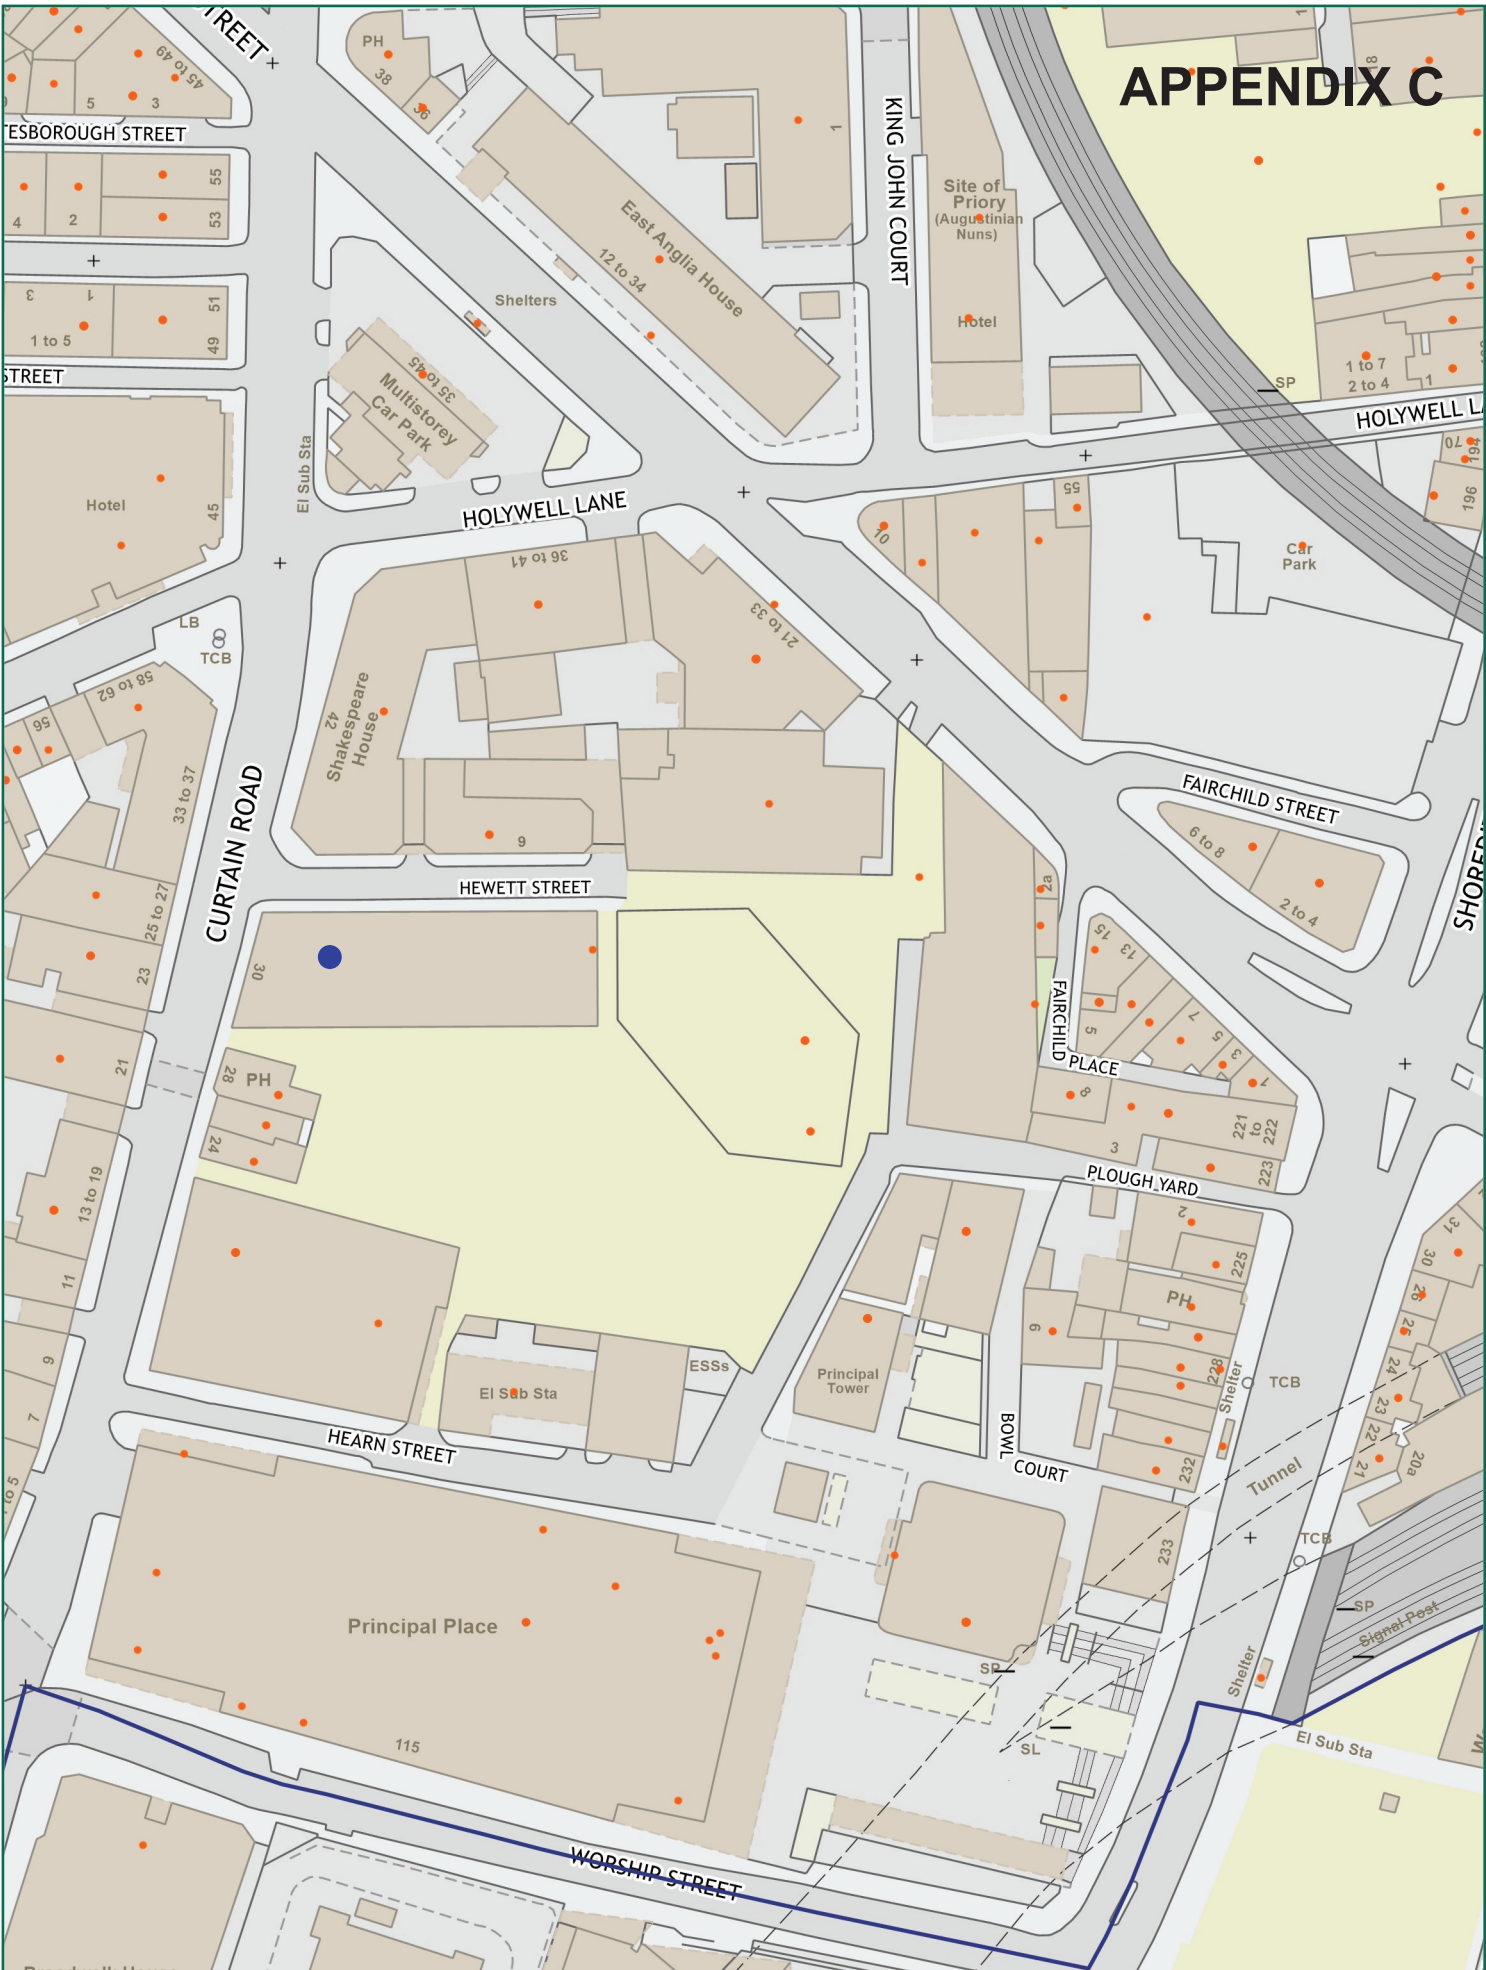 APPENDIX C
STREET
PH
38
36
45 to 49
5
3
TESBOROUGH STREET
55
53
4
2
3
1
1 to 5
51
49
STREET
1
18
1
KING JOHN COURT
Site of
Priory
(Augustinian
Nuns)
Hotel
East Anglia House
12 to 34
Shelters
35 to 45
Multistorey
Car Park
El Sub Sta
Hotel
45
HOLYWELL LANE
SP
1 to 7
2 to 4
1
HOLYWELL LA
70
194
196
55
10
Car
Park
36 to 41
21 to 33
LB
TCB
58 to 62
56
33 to 37
42
Shakespeare
House
9
CURTAIN ROAD
25 to 27
23
HEWETT STREET
30
FAIRCHILD STREET
6 to 8
2 to 4
SHORED
2a
15
13
5
7
5
3
1
FAIRCHILD
PLACE
8
3
221
to
222
223
21
28
PH
24
13 to 19
11
9
7
to 5
PLOUGH YARD
2
225
PH
9
228
Shelter
TCB
232
31
30
26
25
24
23
22
21
20a
Principal
Tower
ESSs
El Sub Sta
HEARN STREET
BOWL
COURT
Tunnel
233
TCB
SP
Signal Post
Principal Place
115
SP
SL
Shelter
El Sub Sta
W
WORSHIP STREET